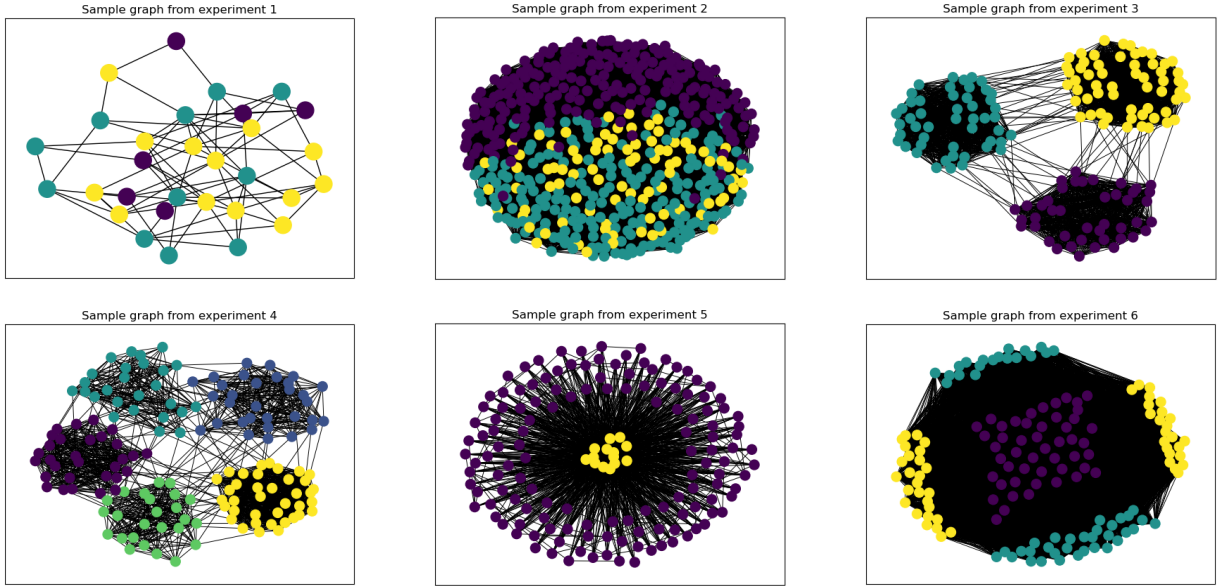 Sample graph from experiment 1
Sample graph from experiment 2
Sample graph from experiment 3
Sample graph from experiment 4
Sample graph from experiment 5
Sample graph from experiment 6